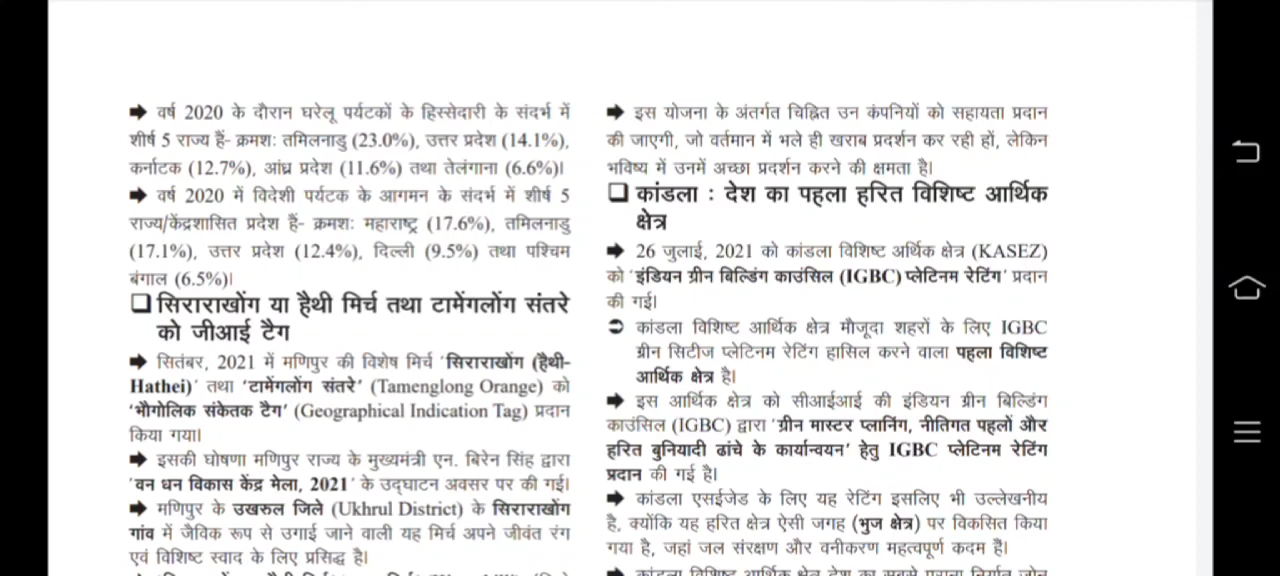 ➡ वर्ष 2020 के दौरान घरेलू पर्यटकों के हिस्सेदारी के संदर्भ में
शीर्ष 5 राज्य हैं- क्रमशः तमिलनाडु (23.0%), उत्तर प्रदेश (14.1%),
कर्नाटक (12.7%), आंध्र प्रदेश (11.6%) तथा तेलंगाना (6.6%)।
➡ वर्ष 2020 में विदेशी पर्यटक के आगमन के संदर्भ में शीर्ष 5
राज्य/केंद्रशासित प्रदेश हैं- क्रमशः महाराष्ट्र (17.6%), तमिलनाडु
(17.1%), उत्तर प्रदेश (12.4%), दिल्ली (9.5%) तथा पश्चिम
बंगाल (6.5%)।
❑ सिराराखोंग या हैथी मिर्च तथा टामेंगलोंग संतरे
को जीआई टैग
➡ सितंबर, 2021 में मणिपुर की विशेष मिर्च 'सिराराखोंग (हैथी-
Hathei)' तथा 'टामेंगलोंग संतरे' (Tamenglong Orange) को
'भौगोलिक संकेतक टैग' (Geographical Indication Tag) प्रदान
किया गया।
➡ इसकी घोषणा मणिपुर राज्य के मुख्यमंत्री एन. बिरेन सिंह द्वारा
'वन धन विकास केंद्र मेला, 2021' के उद्घाटन अवसर पर की गई।
➡ मणिपुर के उखरुल जिले (Ukhrul District) के सिराराखोंग
गांव में जैविक रूप से उगाई जाने वाली यह मिर्च अपने जीवंत रंग
एवं विशिष्ट स्वाद के लिए प्रसिद्ध है।
➡ इस योजना के अंतर्गत चिह्नित उन कंपनियों को सहायता प्रदान
की जाएगी, जो वर्तमान में भले ही खराब प्रदर्शन कर रही हों, लेकिन
भविष्य में उनमें अच्छा प्रदर्शन करने की क्षमता है।
❑ कांडला : देश का पहला हरित विशिष्ट आर्थिक
क्षेत्र
➡ 26 जुलाई, 2021 को कांडला विशिष्ट अर्थिक क्षेत्र (KASEZ)
को 'इंडियन ग्रीन बिल्डिंग काउंसिल (IGBC) प्लेटिनम रेटिंग' प्रदान
की गई।
➲ कांडला विशिष्ट आर्थिक क्षेत्र मौजूदा शहरों के लिए IGBC
ग्रीन सिटीज प्लेटिनम रेटिंग हासिल करने वाला पहला विशिष्ट
आर्थिक क्षेत्र है।
➡ इस आर्थिक क्षेत्र को सीआईआई की इंडियन ग्रीन बिल्डिंग
काउंसिल (IGBC) द्वारा 'ग्रीन मास्टर प्लानिंग, नीतिगत पहलों और
हरित बुनियादी ढांचे के कार्यान्वयन' हेतु IGBC प्लेटिनम रेटिंग
प्रदान की गई है।
➡ कांडला एसईजेड के लिए यह रेटिंग इसलिए भी उल्लेखनीय
है, क्योंकि यह हरित क्षेत्र ऐसी जगह (भुज क्षेत्र) पर विकसित किया
गया है, जहां जल संरक्षण और वनीकरण महत्वपूर्ण कदम हैं।
➡ कांडला विशिष्ट आर्थिक क्षेत्र देश का सबसे पुराना निर्यात जोन